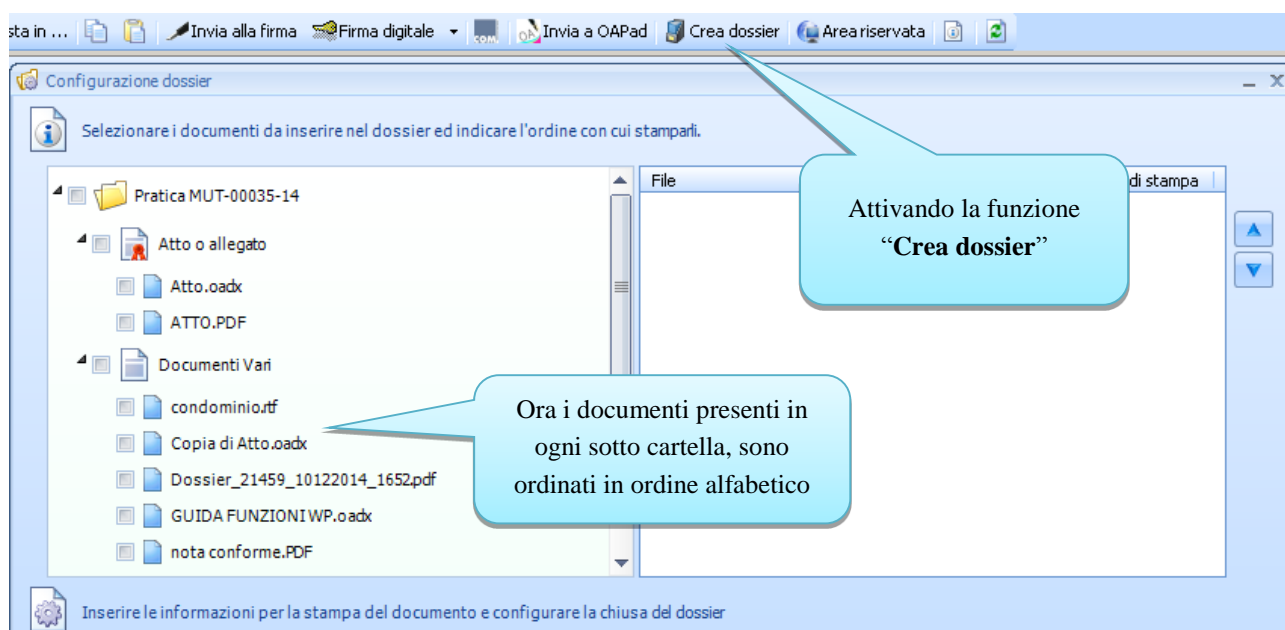 sta in ... Invia alla firma Firma digitale COM. OA Invia a OAPad Crea dossier Area riservata
Configurazione dossier
Selezionare i documenti da inserire nel dossier ed indicare l'ordine con cui stamparli.
File di stampa
Pratica MUT-00035-14
Atto o allegato
Atto.oadx
ATTO.PDF
Documenti Vari
condominio.rtf
Copia di Atto.oadx
Dossier_21459_10122014_1652.pdf
GUIDA FUNZIONI WP.oadx
nota conforme.PDF
Attivando la funzione
“Crea dossier”
Ora i documenti presenti in
ogni sotto cartella, sono
ordinati in ordine alfabetico
Inserire le informazioni per la stampa del documento e configurare la chiusa del dossier